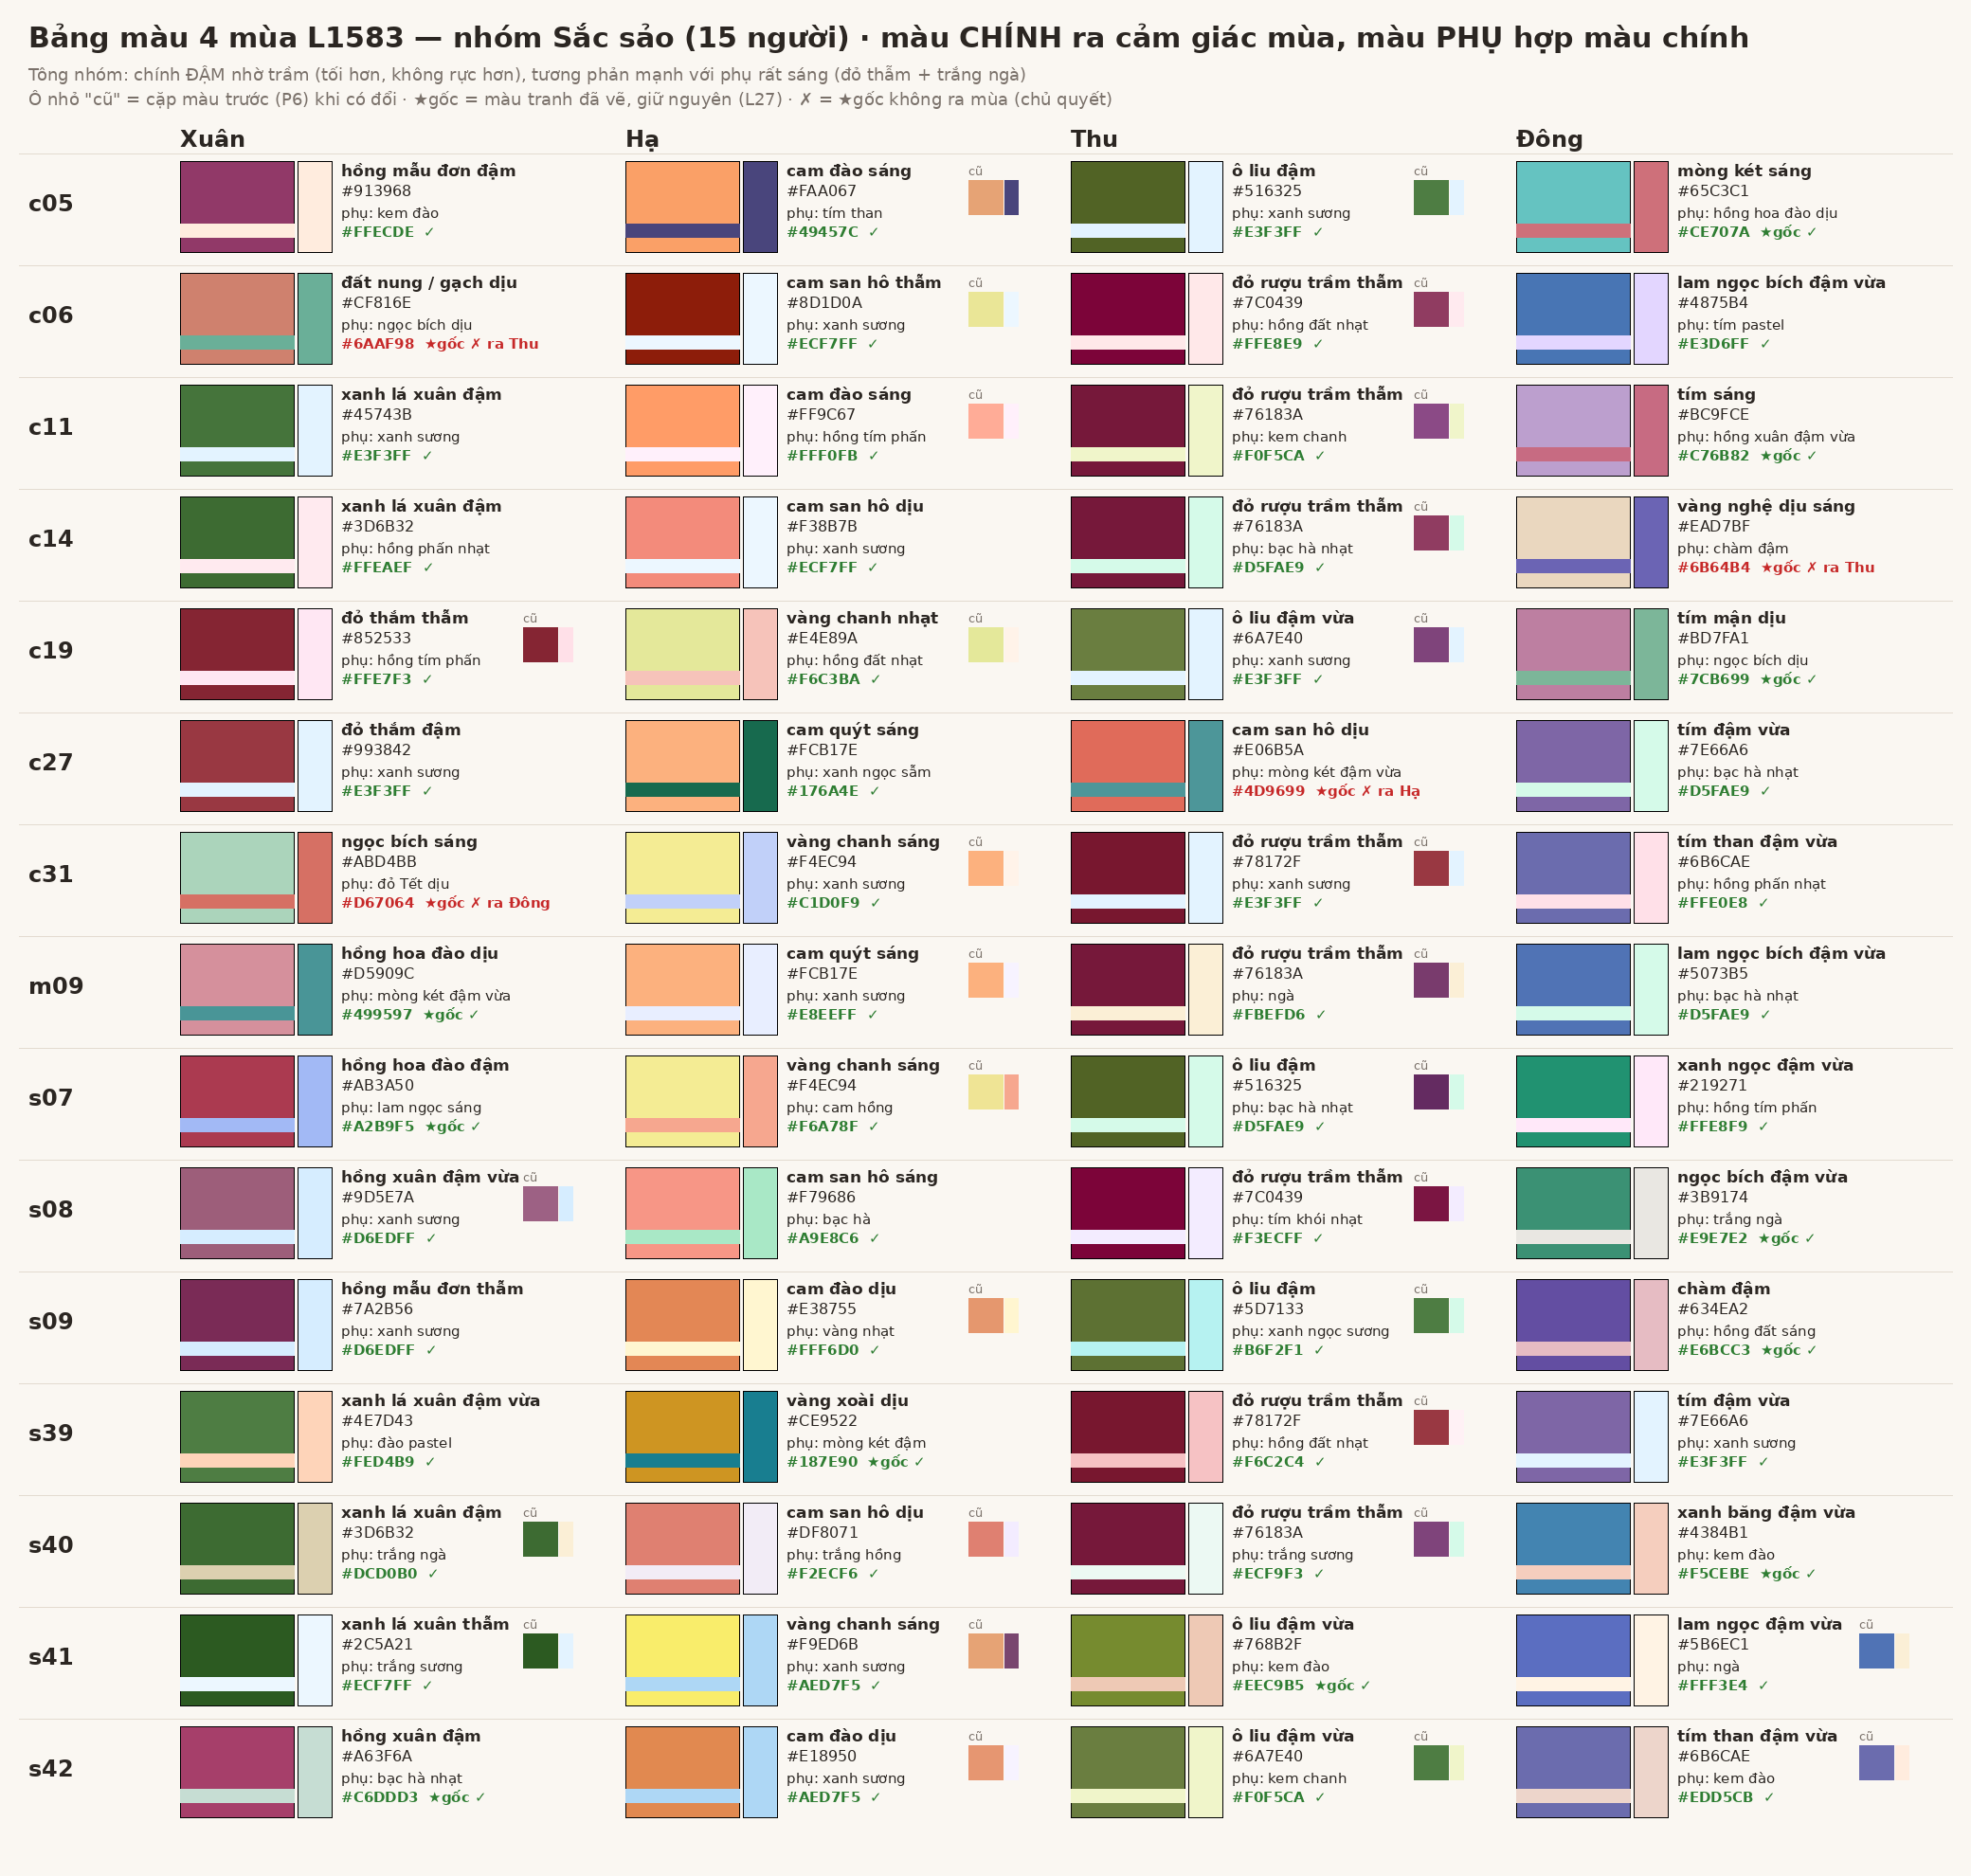 Bảng màu 4 mùa L1583 — nhóm Sắc sảo (15 người) · màu CHÍNH ra cảm giác mùa, màu PHỤ hợp màu chính
Tông nhóm: chính ĐẬM nhờ trầm (tối hơn, không rực hơn), tương phản mạnh với phụ rất sáng (đỏ thẫm + trắng ngà)
Ô nhỏ "cũ" = cặp màu trước (P6) khi có đổi · ★gốc = màu tranh đã vẽ, giữ nguyên (L27) · ✗ = ★gốc không ra mùa (chủ quyết)
Xuân
Hạ
Thu
Đông
c05
hồng mẫu đơn đậm
#913968
phụ: kem đào
#FFECDE ✓
cam đào sáng
#FAA067
phụ: tím than
#49457C ✓
cũ
ô liu đậm
#516325
phụ: xanh sương
#E3F3FF ✓
cũ
mòng két sáng
#65C3C1
phụ: hồng hoa đào dịu
#CE707A ★gốc ✓
c06
đất nung / gạch dịu
#CF816E
phụ: ngọc bích dịu
#6AAF98 ★gốc ✗ ra Thu
cam san hô thẫm
#8D1D0A
phụ: xanh sương
#ECF7FF ✓
cũ
đỏ rượu trầm thẫm
#7C0439
phụ: hồng đất nhạt
#FFE8E9 ✓
cũ
lam ngọc bích đậm vừa
#4875B4
phụ: tím pastel
#E3D6FF ✓
c11
xanh lá xuân đậm
#45743B
phụ: xanh sương
#E3F3FF ✓
cam đào sáng
#FF9C67
phụ: hồng tím phấn
#FFF0FB ✓
cũ
đỏ rượu trầm thẫm
#76183A
phụ: kem chanh
#F0F5CA ✓
cũ
tím sáng
#BC9FCE
phụ: hồng xuân đậm vừa
#C76B82 ★gốc ✓
c14
xanh lá xuân đậm
#3D6B32
phụ: hồng phấn nhạt
#FFEAEF ✓
cam san hô dịu
#F38B7B
phụ: xanh sương
#ECF7FF ✓
đỏ rượu trầm thẫm
#76183A
phụ: bạc hà nhạt
#D5FAE9 ✓
cũ
vàng nghệ dịu sáng
#EAD7BF
phụ: chàm đậm
#6B64B4 ★gốc ✗ ra Thu
c19
đỏ thắm thẫm
#852533
phụ: hồng tím phấn
#FFE7F3 ✓
cũ
vàng chanh nhạt
#E4E89A
phụ: hồng đất nhạt
#F6C3BA ✓
cũ
ô liu đậm vừa
#6A7E40
phụ: xanh sương
#E3F3FF ✓
cũ
tím mận dịu
#BD7FA1
phụ: ngọc bích dịu
#7CB699 ★gốc ✓
c27
đỏ thắm đậm
#993842
phụ: xanh sương
#E3F3FF ✓
cam quýt sáng
#FCB17E
phụ: xanh ngọc sẫm
#176A4E ✓
cam san hô dịu
#E06B5A
phụ: mòng két đậm vừa
#4D9699 ★gốc ✗ ra Hạ
tím đậm vừa
#7E66A6
phụ: bạc hà nhạt
#D5FAE9 ✓
c31
ngọc bích sáng
#ABD4BB
phụ: đỏ Tết dịu
#D67064 ★gốc ✗ ra Đông
vàng chanh sáng
#F4EC94
phụ: xanh sương
#C1D0F9 ✓
cũ
đỏ rượu trầm thẫm
#78172F
phụ: xanh sương
#E3F3FF ✓
cũ
tím than đậm vừa
#6B6CAE
phụ: hồng phấn nhạt
#FFE0E8 ✓
m09
hồng hoa đào dịu
#D5909C
phụ: mòng két đậm vừa
#499597 ★gốc ✓
cam quýt sáng
#FCB17E
phụ: xanh sương
#E8EEFF ✓
cũ
đỏ rượu trầm thẫm
#76183A
phụ: ngà
#FBEFD6 ✓
cũ
lam ngọc bích đậm vừa
#5073B5
phụ: bạc hà nhạt
#D5FAE9 ✓
s07
hồng hoa đào đậm
#AB3A50
phụ: lam ngọc sáng
#A2B9F5 ★gốc ✓
vàng chanh sáng
#F4EC94
phụ: cam hồng
#F6A78F ✓
cũ
ô liu đậm
#516325
phụ: bạc hà nhạt
#D5FAE9 ✓
cũ
xanh ngọc đậm vừa
#219271
phụ: hồng tím phấn
#FFE8F9 ✓
s08
hồng xuân đậm vừa
#9D5E7A
phụ: xanh sương
#D6EDFF ✓
cũ
cam san hô sáng
#F79686
phụ: bạc hà
#A9E8C6 ✓
đỏ rượu trầm thẫm
#7C0439
phụ: tím khói nhạt
#F3ECFF ✓
cũ
ngọc bích đậm vừa
#3B9174
phụ: trắng ngà
#E9E7E2 ★gốc ✓
s09
hồng mẫu đơn thẫm
#7A2B56
phụ: xanh sương
#D6EDFF ✓
cam đào dịu
#E38755
phụ: vàng nhạt
#FFF6D0 ✓
cũ
ô liu đậm
#5D7133
phụ: xanh ngọc sương
#B6F2F1 ✓
cũ
chàm đậm
#634EA2
phụ: hồng đất sáng
#E6BCC3 ★gốc ✓
s39
xanh lá xuân đậm vừa
#4E7D43
phụ: đào pastel
#FED4B9 ✓
vàng xoài dịu
#CE9522
phụ: mòng két đậm
#187E90 ★gốc ✓
đỏ rượu trầm thẫm
#78172F
phụ: hồng đất nhạt
#F6C2C4 ✓
cũ
tím đậm vừa
#7E66A6
phụ: xanh sương
#E3F3FF ✓
s40
xanh lá xuân đậm
#3D6B32
phụ: trắng ngà
#DCD0B0 ✓
cũ
cam san hô dịu
#DF8071
phụ: trắng hồng
#F2ECF6 ✓
cũ
đỏ rượu trầm thẫm
#76183A
phụ: trắng sương
#ECF9F3 ✓
cũ
xanh băng đậm vừa
#4384B1
phụ: kem đào
#F5CEBE ★gốc ✓
s41
xanh lá xuân thẫm
#2C5A21
phụ: trắng sương
#ECF7FF ✓
cũ
vàng chanh sáng
#F9ED6B
phụ: xanh sương
#AED7F5 ✓
cũ
ô liu đậm vừa
#768B2F
phụ: kem đào
#EEC9B5 ★gốc ✓
lam ngọc đậm vừa
#5B6EC1
phụ: ngà
#FFF3E4 ✓
cũ
s42
hồng xuân đậm
#A63F6A
phụ: bạc hà nhạt
#C6DDD3 ★gốc ✓
cam đào dịu
#E18950
phụ: xanh sương
#AED7F5 ✓
cũ
ô liu đậm vừa
#6A7E40
phụ: kem chanh
#F0F5CA ✓
cũ
tím than đậm vừa
#6B6CAE
phụ: kem đào
#EDD5CB ✓
cũ